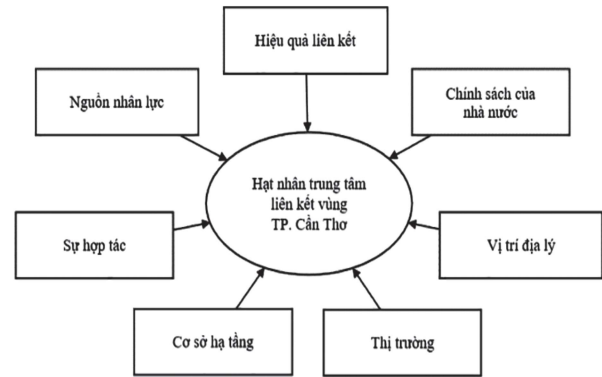 Hiệu quả liên kết
Nguồn nhân lực
Chính sách của
nhà nước
Hạt nhân trung tâm
liên kết vùng
TP. Cần Thơ
Sự hợp tác
Vị trí địa lý
Cơ sở hạ tầng
Thị trường